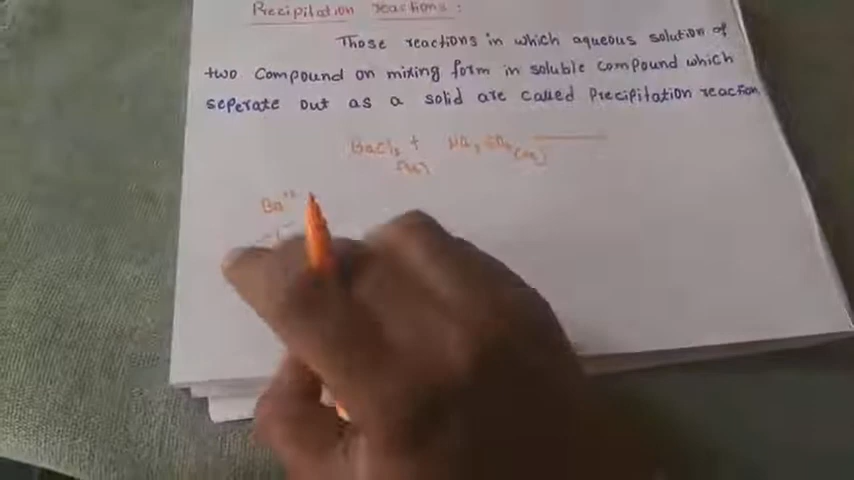 Precipitation reactions :
Those reactions in which aqueous solution of
two compound on mixing form in soluble compound which
seperate out as a solid are called Precipitation reaction
BaCl₂ + Na₂SO₄(aq)
(aq)
Ba⁺²